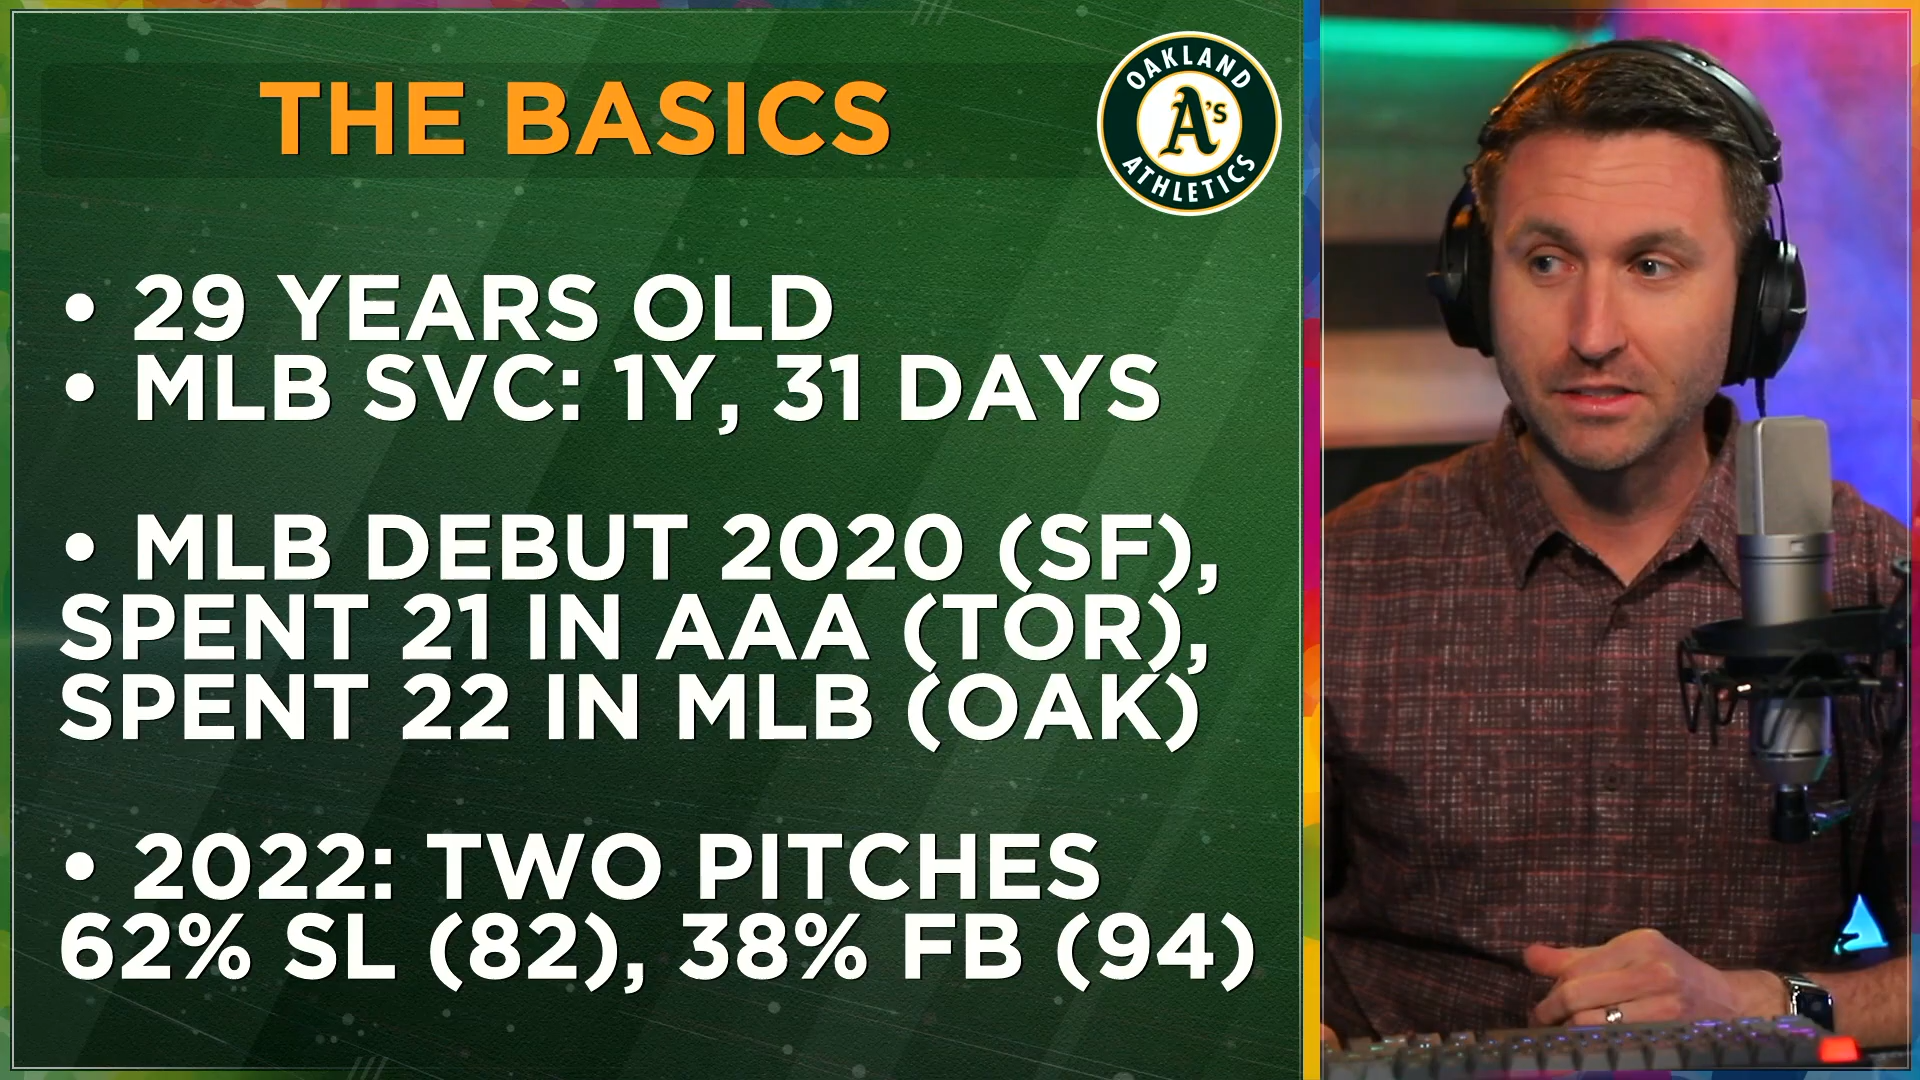 THE BASICS
OAKLAND
A's
ATHLETICS
• 29 YEARS OLD
• MLB SVC: 1Y, 31 DAYS
• MLB DEBUT 2020 (SF),
SPENT 21 IN AAA (TOR),
SPENT 22 IN MLB (OAK)
• 2022: TWO PITCHES
62% SL (82), 38% FB (94)